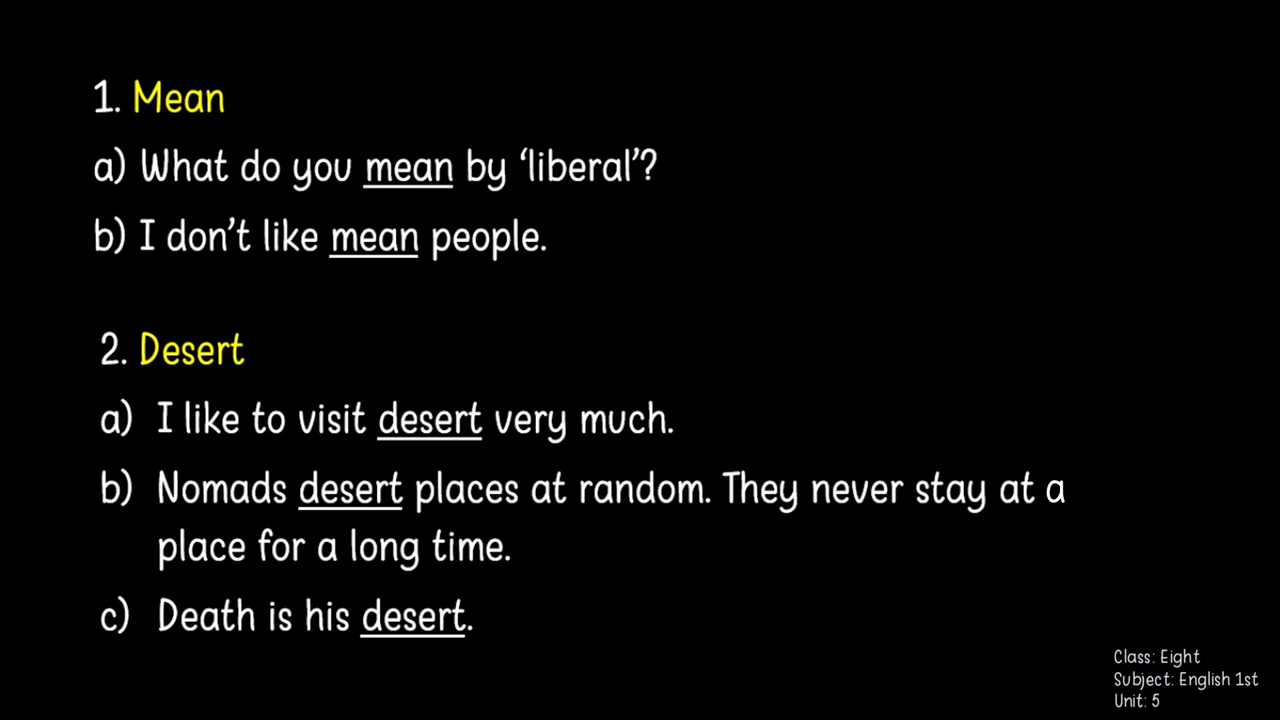 1. Mean
a) What do you mean by ‘liberal’?
b) I don’t like mean people.
2. Desert
a) I like to visit desert very much.
b) Nomads desert places at random. They never stay at a
place for a long time.
c) Death is his desert.
Class: Eight
Subject: English 1st
Unit: 5